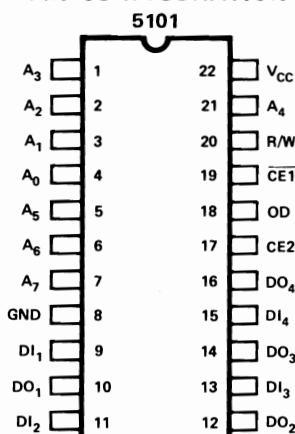 5101
A3 1 22 VCC
A2 2 21 A4
A1 3 20 R/W
A0 4 19 C̅E̅1̅
A5 5 18 OD
A6 6 17 CE2
A7 7 16 DO4
GND 8 15 DI4
DI1 9 14 DO3
DO1 10 13 DI3
DI2 11 12 DO2